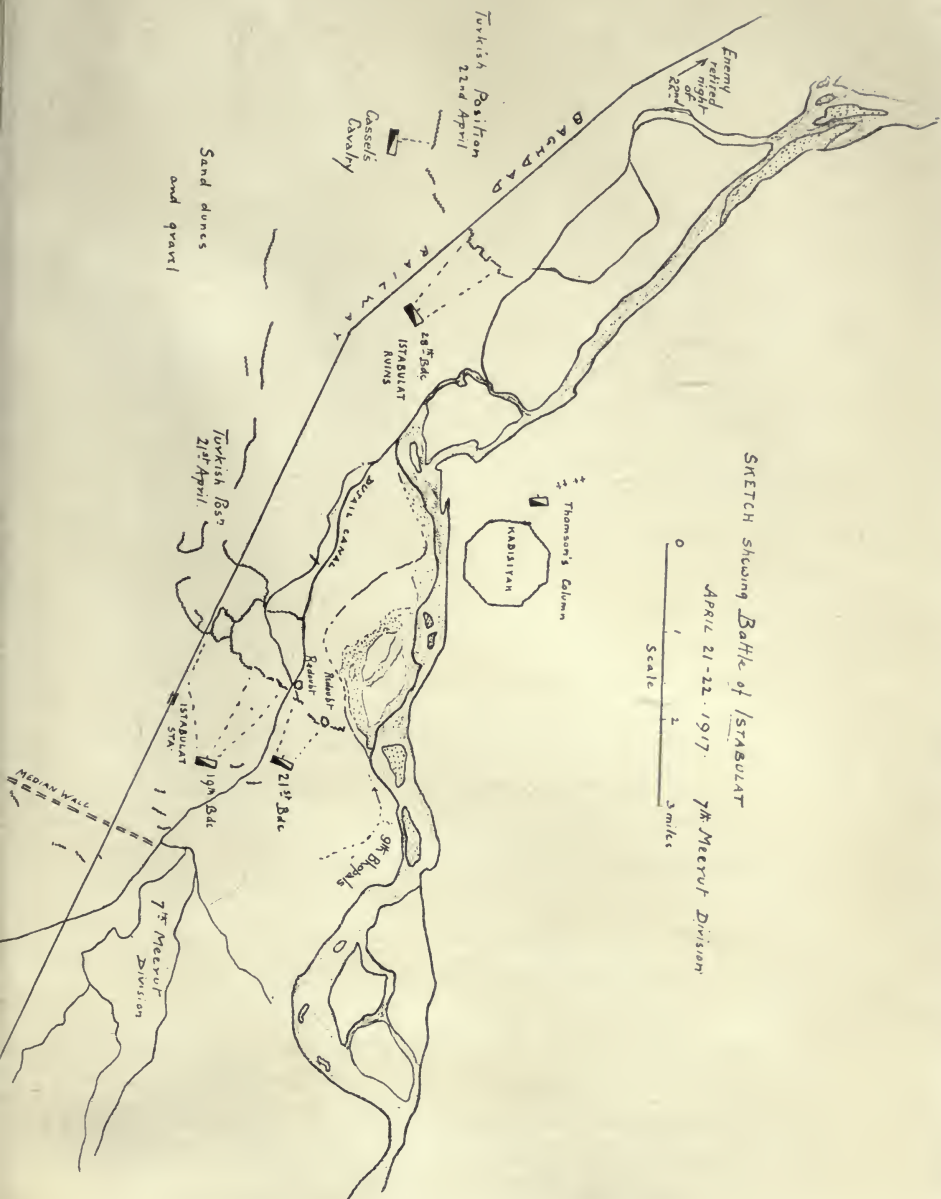 SKETCH showing Battle of ISTABULAT
APRIL 21-22. 1917. 7th Meerut Division
0 1 2 3 miles
Scale
Enemy
retired
night
of
22nd
BAGHDAD
RAILWAY
Turkish Position
22nd April
Cassels
Cavalry
Sand dunes
and gravel
28th Bde
ISTABULAT
RUINS
Thomson's Column
KADISIYAH
DUJAIL CANAL
Turkish Posn
21st April.
Redoubt
Redoubt
ISTABULAT
STA.
19th Bde
21st Bde
9th Bhopals
MEDIAN WALL
7th Meerut
Division